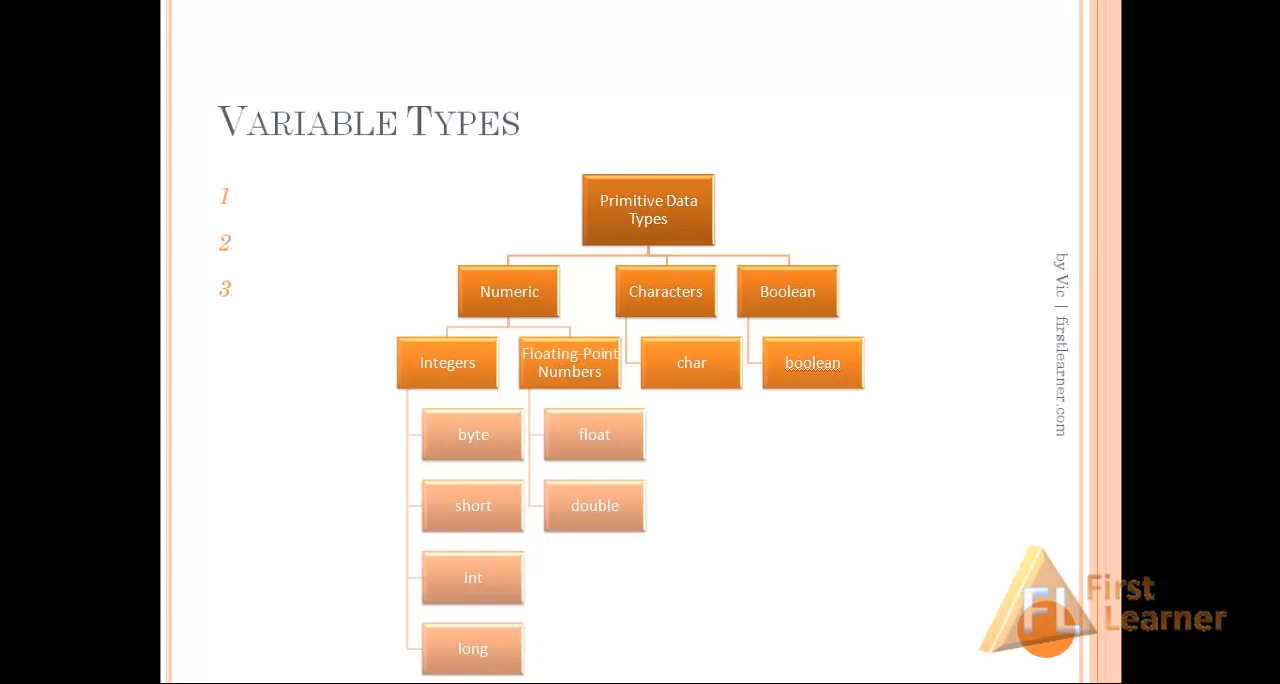 VARIABLE TYPES
1
2
3
Primitive Data
Types
Numeric
Characters
Boolean
Integers
Floating-Point
Numbers
char
boolean
byte
float
short
double
int
long
by Vic | firstlearner.com
FL
First
Learner